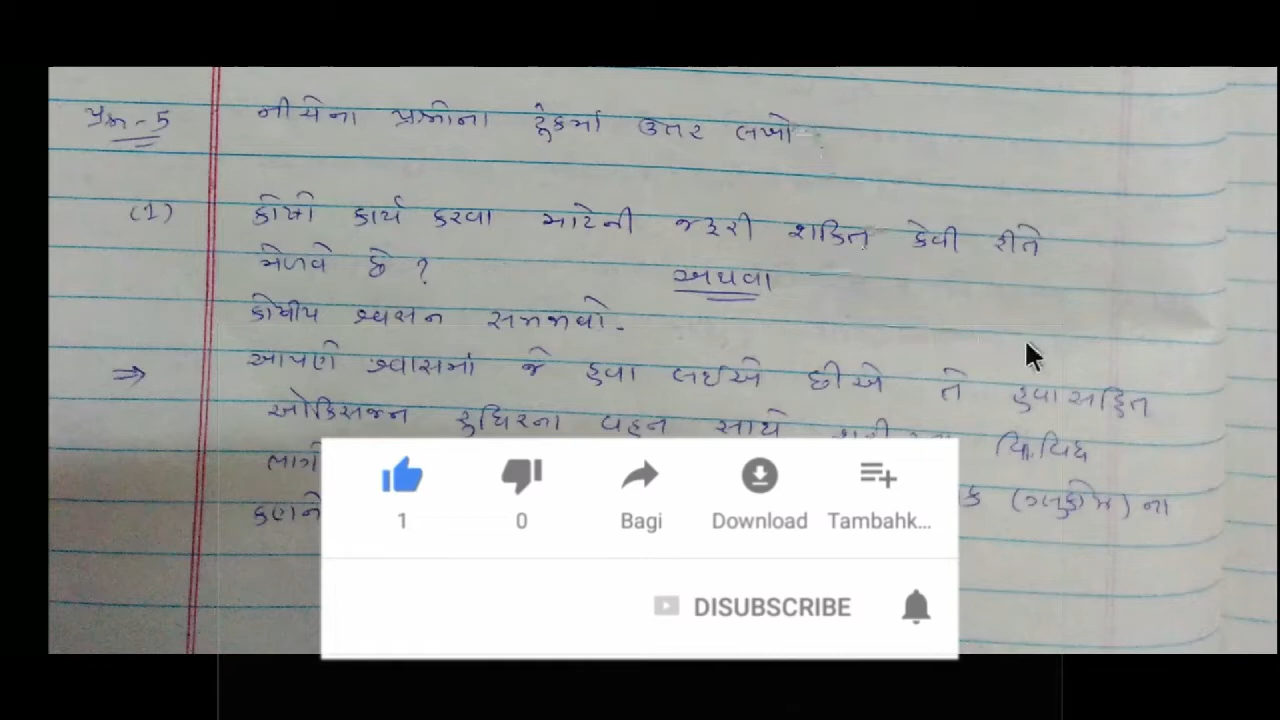 પ્રશ્ન-5 નીચેના પ્રશ્નોના ટૂંકમાં ઉત્તર લખો
(1) કોષો કાર્ય કરવા માટેની જરૂરી શક્તિ કેવી રીતે
મેળવે છે ? અથવા
કોષીય શ્વસન સમજાવો.
⇒ આપણે શ્વાસમાં જે હવા લઈએ છીએ તે હવાસહિત
ઓક્સિજન રુધિરના વહન સાથે
કણને (ગ્લુકોઝ) ના
1 0 Bagi Download Tambahk...
DISUBSCRIBE